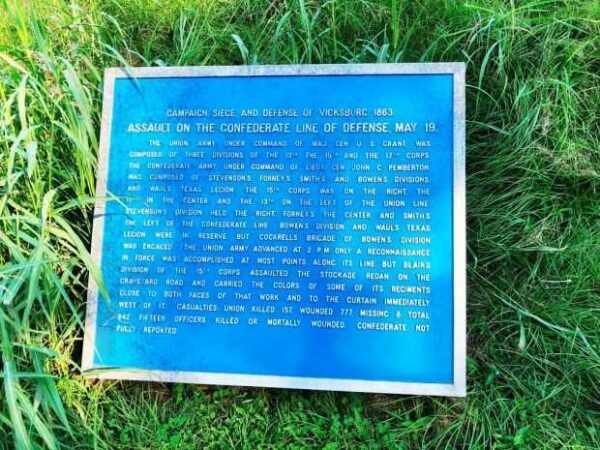 CAMPAIGN, SIEGE, AND DEFENSE OF VICKSBURG, 1863.
ASSAULT ON THE CONFEDERATE LINE OF DEFENSE, MAY 19.
THE UNION ARMY UNDER COMMAND OF MAJ. GEN. U. S. GRANT, WAS
COMPOSED OF THREE DIVISIONS OF THE 13TH, THE 15TH AND THE 17TH CORPS.
THE CONFEDERATE ARMY UNDER COMMAND OF LIEUT. GEN. JOHN C. PEMBERTON,
WAS COMPOSED OF STEVENSON'S, FORNEY'S, SMITH'S AND BOWEN'S DIVISIONS,
AND WAUL'S TEXAS LEGION. THE 15TH CORPS WAS ON THE RIGHT, THE
17TH IN THE CENTER AND THE 13TH ON THE LEFT OF THE UNION LINE.
STEVENSON'S DIVISION HELD THE RIGHT, FORNEY'S THE CENTER AND SMITH'S
THE LEFT OF THE CONFEDERATE LINE. BOWEN'S DIVISION AND WAUL'S TEXAS
LEGION WERE IN RESERVE, BUT COCKRELL'S BRIGADE OF BOWEN'S DIVISION
WAS ENGAGED. THE UNION ARMY ADVANCED AT 2 P.M. ONLY A RECONNAISSANCE
IN FORCE WAS ACCOMPLISHED AT MOST POINTS ALONG ITS LINE, BUT BLAIR'S
DIVISION OF THE 15TH CORPS ASSAULTED THE STOCKADE REDAN ON THE
GRAVEYARD ROAD AND CARRIED THE COLORS OF SOME OF ITS REGIMENTS
CLOSE TO BOTH FACES OF THAT WORK AND TO THE CURTAIN IMMEDIATELY
WEST OF IT. CASUALTIES: UNION KILLED 157, WOUNDED 777, MISSING 8, TOTAL
942, FIFTEEN OFFICERS KILLED OR MORTALLY WOUNDED, CONFEDERATE NOT
FULLY REPORTED.